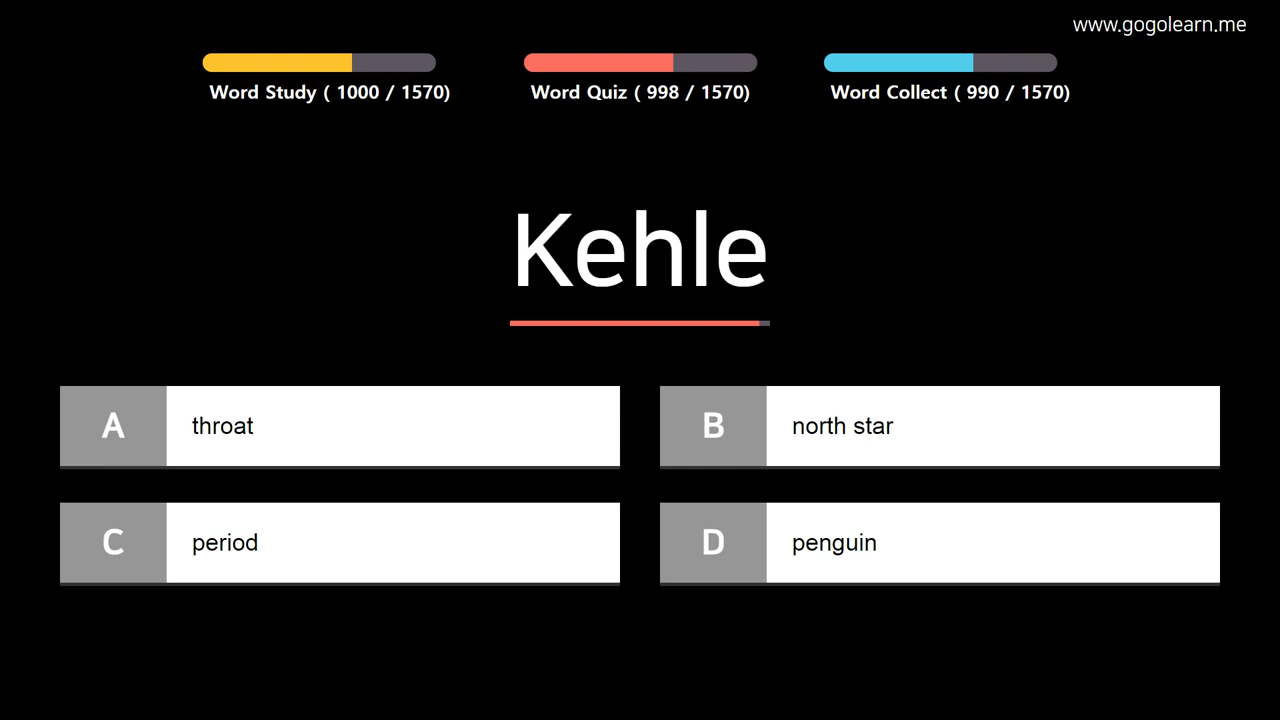 www.gogolearn.me
Word Study ( 1000 / 1570)
Word Quiz ( 998 / 1570)
Word Collect ( 990 / 1570)
Kehle
A throat
B north star
C period
D penguin